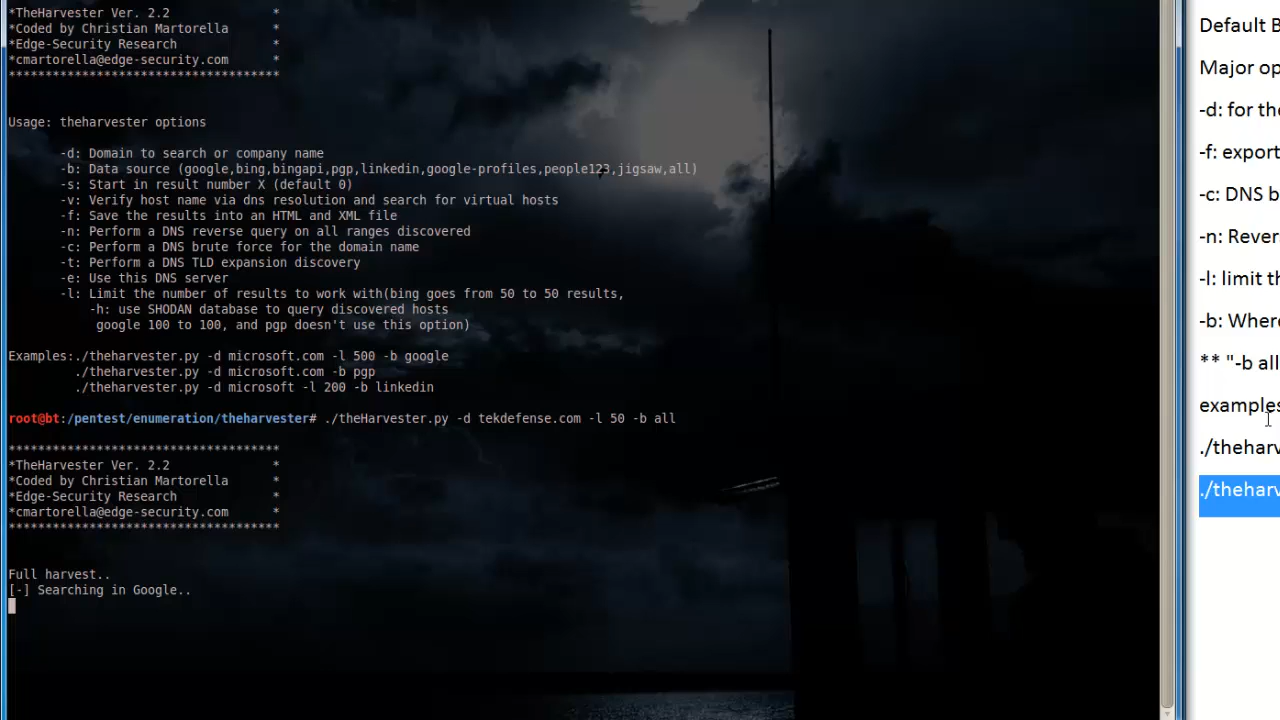 *TheHarvester Ver. 2.2 *
*Coded by Christian Martorella *
*Edge-Security Research *
*cmartorella@edge-security.com *
*************************************
Usage: theharvester options
-d: Domain to search or company name
-b: Data source (google,bing,bingapi,pgp,linkedin,google-profiles,people123,jigsaw,all)
-s: Start in result number X (default 0)
-v: Verify host name via dns resolution and search for virtual hosts
-f: Save the results into an HTML and XML file
-n: Perform a DNS reverse query on all ranges discovered
-c: Perform a DNS brute force for the domain name
-t: Perform a DNS TLD expansion discovery
-e: Use this DNS server
-l: Limit the number of results to work with(bing goes from 50 to 50 results,
-h: use SHODAN database to query discovered hosts
google 100 to 100, and pgp doesn't use this option)
Examples:./theharvester.py -d microsoft.com -l 500 -b google
./theharvester.py -d microsoft.com -b pgp
./theharvester.py -d microsoft -l 200 -b linkedin
root@bt:/pentest/enumeration/theharvester# ./theHarvester.py -d tekdefense.com -l 50 -b all
*************************************
*TheHarvester Ver. 2.2 *
*Coded by Christian Martorella *
*Edge-Security Research *
*cmartorella@edge-security.com *
*************************************
Full harvest..
[-] Searching in Google..
Default B
Major op
-d: for the
-f: export
-c: DNS b
-n: Rever
-l: limit th
-b: Where
** "-b all
examples
./theharv
./theharv